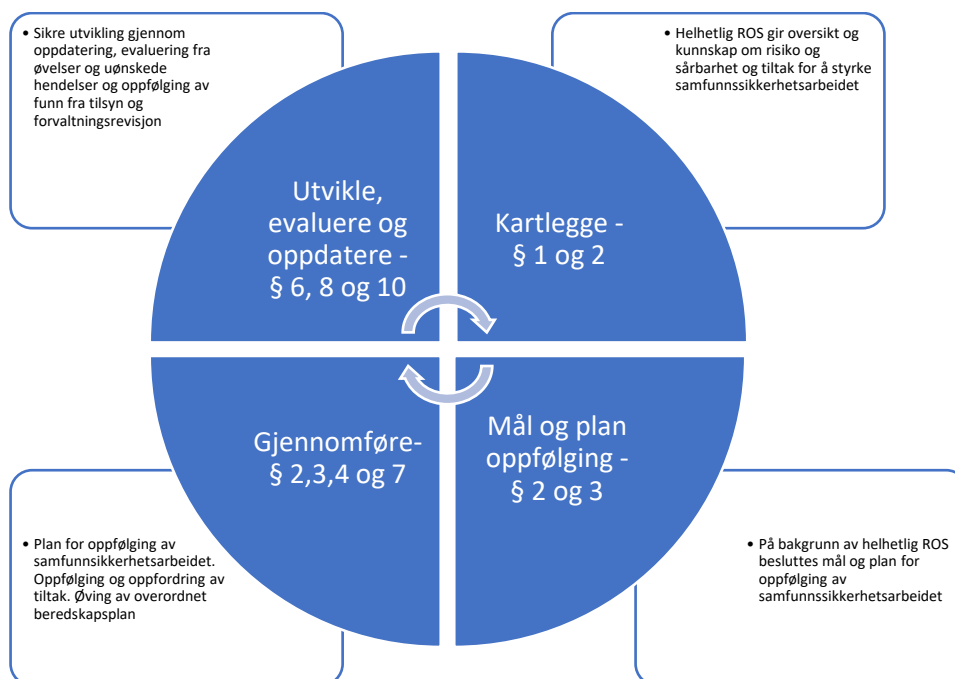 • Sikre utvikling gjennom
oppdatering, evaluering fra
øvelser og uønskede
hendelser og oppfølging av
funn fra tilsyn og
forvaltningsrevisjon
• Helhetlig ROS gir oversikt og
kunnskap om risiko og
sårbarhet og tiltak for å styrke
samfunnssikkerhetsarbeidet
Utvikle,
evaluere og
oppdatere -
§ 6, 8 og 10
Kartlegge -
§ 1 og 2
Gjennomføre-
§ 2,3,4 og 7
Mål og plan
oppfølging -
§ 2 og 3
• Plan for oppfølging av
samfunnsikkerhetsarbeidet.
Oppfølging og oppfordring av
tiltak. Øving av overordnet
beredskapsplan
• På bakgrunn av helhetlig ROS
besluttes mål og plan for
oppfølging av
samfunnssikkerhetsarbeidet